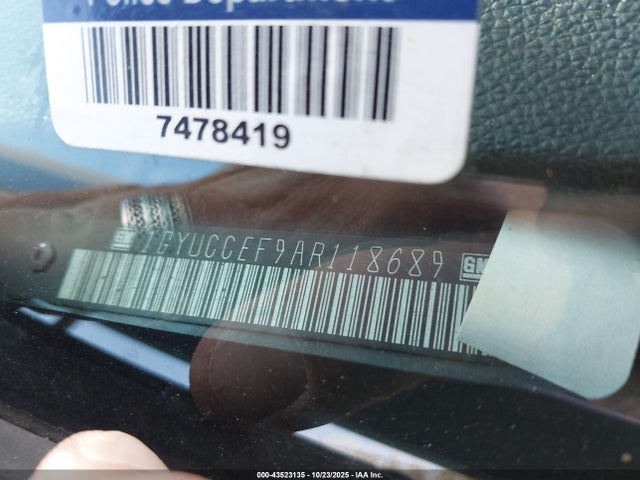 7478419
1GYUCCEF9AR118689 GM
000-43523135 - 10/23/2025 - IAA, Inc.